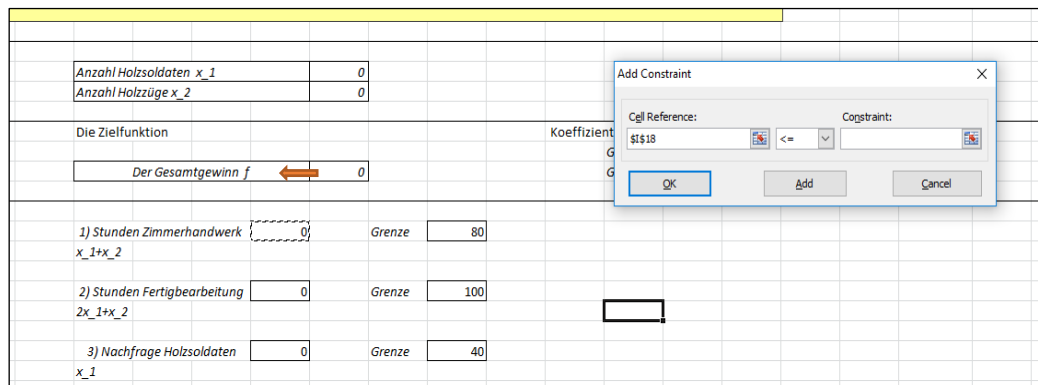 Anzahl Holzsoldaten x_1 0
Anzahl Holzzüge x_2 0
Die Zielfunktion Koeffizient
G
Der Gesamtgewinn f 0 G
1) Stunden Zimmerhandwerk 0 Grenze 80
x_1+x_2
2) Stunden Fertigbearbeitung 0 Grenze 100
2x_1+x_2
3) Nachfrage Holzsoldaten 0 Grenze 40
x_1
Add Constraint
Cell Reference: Constraint:
$I$18 <=
OK Add Cancel